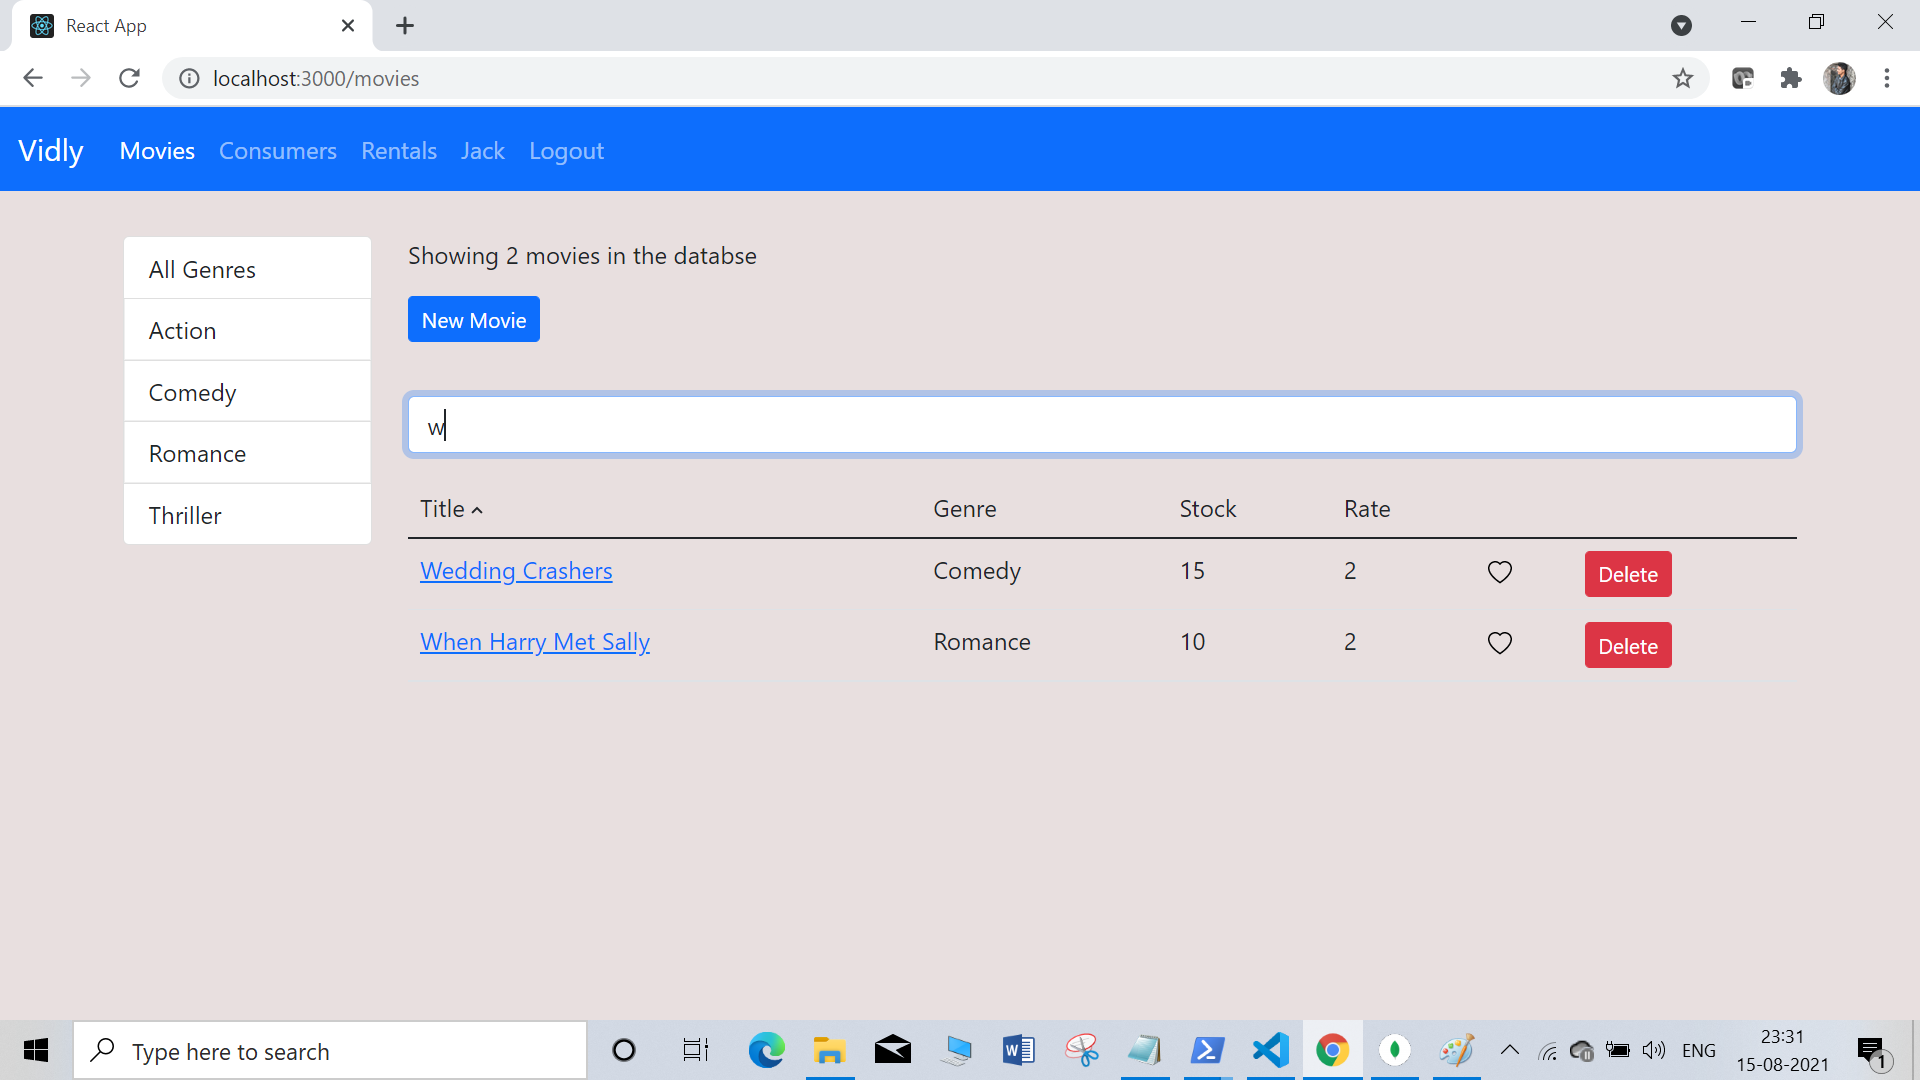 React App
localhost:3000/movies
Vidly Movies Consumers Rentals Jack Logout
All Genres
Action
Comedy
Romance
Thriller
Showing 2 movies in the databse
New Movie
w
Title Genre Stock Rate
Wedding Crashers Comedy 15 2 Delete
When Harry Met Sally Romance 10 2 Delete
Type here to search
ENG
23:31
15-08-2021
1